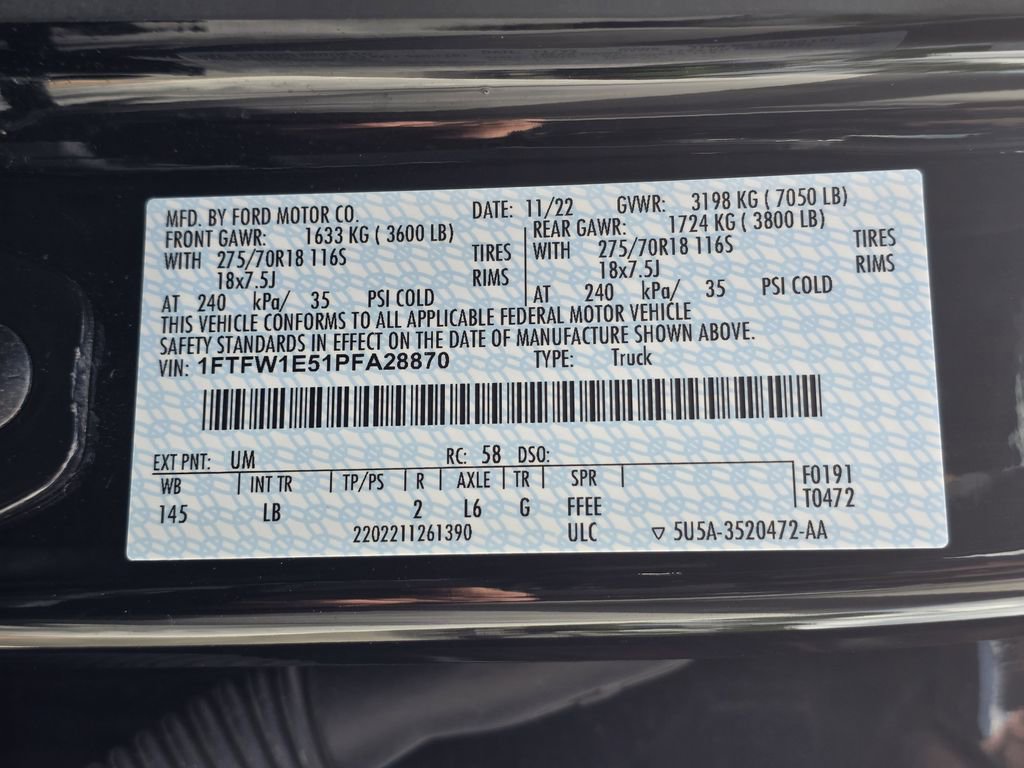 MFD. BY FORD MOTOR CO. DATE: 11/22 GVWR: 3198 KG ( 7050 LB)
FRONT GAWR: 1633 KG ( 3600 LB) REAR GAWR: 1724 KG ( 3800 LB)
WITH 275/70R18 116S TIRES WITH 275/70R18 116S TIRES
18x7.5J RIMS 18x7.5J RIMS
AT 240 kPa/ 35 PSI COLD AT 240 kPa/ 35 PSI COLD
THIS VEHICLE CONFORMS TO ALL APPLICABLE FEDERAL MOTOR VEHICLE
SAFETY STANDARDS IN EFFECT ON THE DATE OF MANUFACTURE SHOWN ABOVE.
VIN: 1FTFW1E51PFA28870 TYPE: Truck
EXT PNT: UM RC: 58 DSO:
WB INT TR TP/PS R AXLE TR SPR F0191
145 LB 2 L6 G FFEE T0472
2202211261390 ULC ▽ 5U5A-3520472-AA